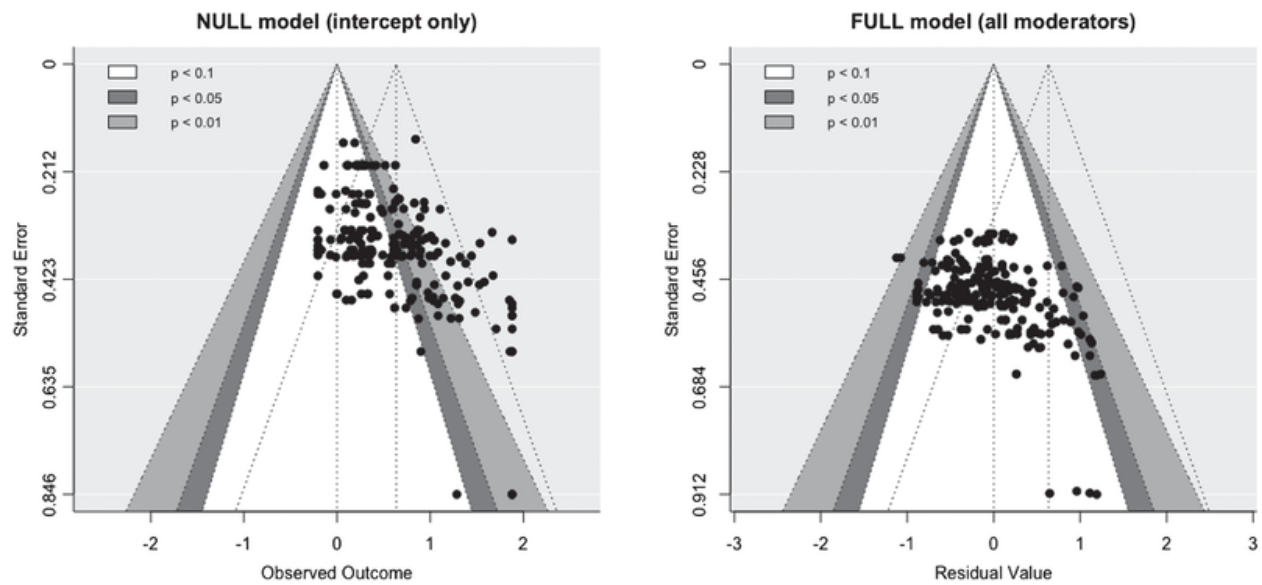 NULL model (intercept only)
p < 0.1
p < 0.05
p < 0.01
0
0.212
0.423
0.635
0.846
Standard Error
-2
-1
0
1
2
Observed Outcome
FULL model (all moderators)
p < 0.1
p < 0.05
p < 0.01
0
0.228
0.456
0.684
0.912
Standard Error
-3
-2
-1
0
1
2
3
Residual Value